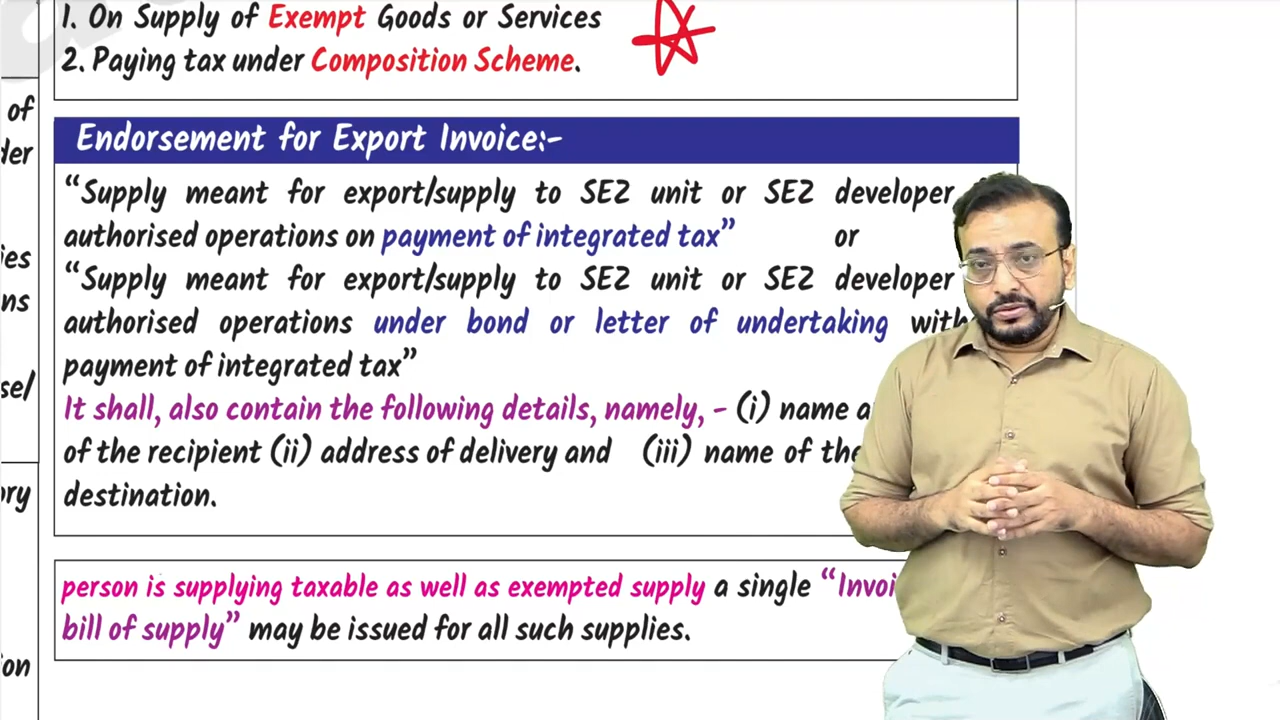 1. On Supply of Exempt Goods or Services
2. Paying tax under Composition Scheme.
of
der
ies
ns
se/
ory
ion
Endorsement for Export Invoice:-
“Supply meant for export/supply to SEZ unit or SEZ developer
authorised operations on payment of integrated tax” or
“Supply meant for export/supply to SEZ unit or SEZ developer
authorised operations under bond or letter of undertaking with
payment of integrated tax”
It shall, also contain the following details, namely, - (i) name a
of the recipient (ii) address of delivery and (iii) name of the
destination.
person is supplying taxable as well as exempted supply a single “Invoi
bill of supply” may be issued for all such supplies.